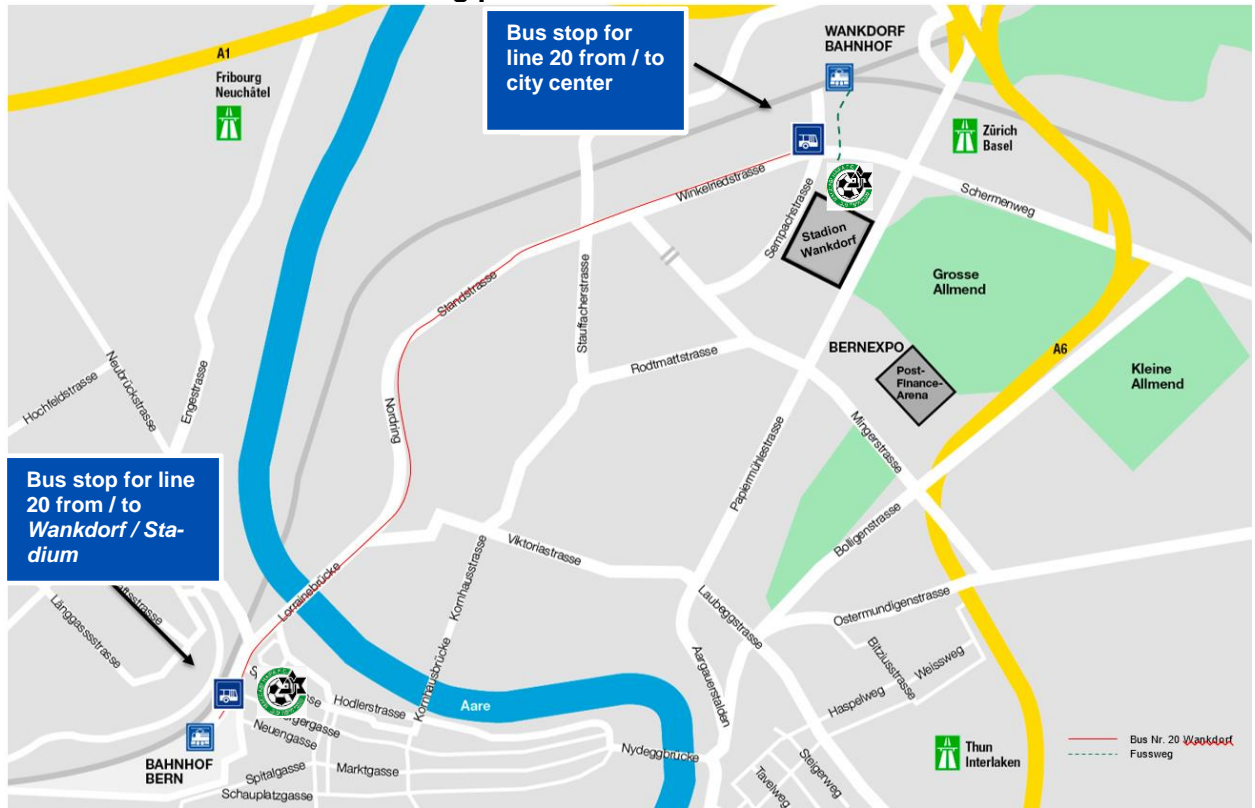 Bus stop for
line 20 from / to
city center
WANKDORF
BAHNHOF
A1
Fribourg
Neuchâtel
Zürich
Basel
Schermenweg
Winkelriedstrasse
Sempachstrasse
Stadion
Wankdorf
Standstrasse
Stauffacherstrasse
Grosse
Allmend
BERNEXPO
Post-
Finance-
Arena
A6
Kleine
Allmend
Rodtmattstrasse
Hochfeldstrasse
Neubrückstrasse
Engestrasse
Nordring
Mingerstrasse
Papiermühlestrasse
Bolligenstrasse
Bus stop for line
20 from / to
Wankdorf / Sta-
dium
Viktoriastrasse
Kornhausstrasse
Lorrainebrücke
Laubeggstrasse
Ostermundigenstrasse
Länggassstrasse
Bitziusstrasse
Weissweg
Haspelweg
Aargauerstalden
Kornhausbrücke
Hodlerstrasse
Aare
Neuengasse
Nydeggbrücke
Steigerweg
Tavelweg
BAHNHOF
BERN
Spitalgasse
Marktgasse
Schauplatzgasse
Thun
Interlaken
Bus Nr. 20 Wankdorf
Fussweg